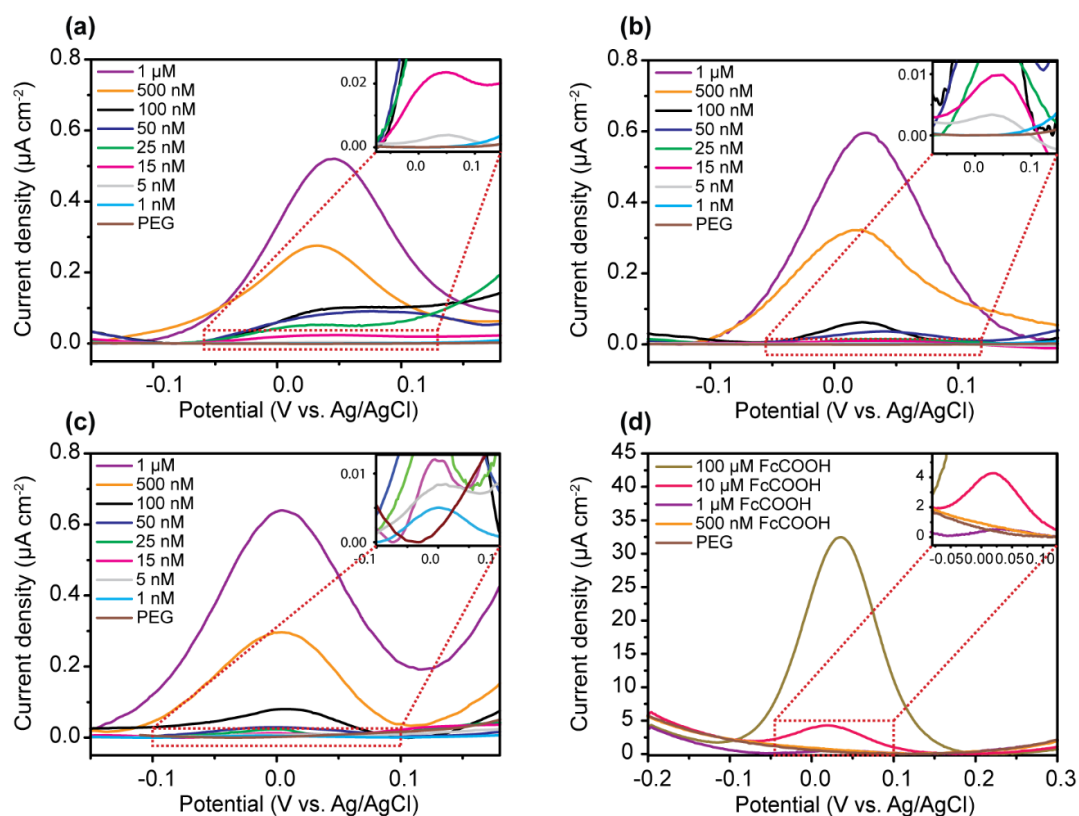 (a)
0.8
0.6
0.4
0.2
0.0
Current density (µA cm⁻²)
1 µM
500 nM
100 nM
50 nM
25 nM
15 nM
5 nM
1 nM
PEG
0.02
0.00
0.0
0.1
-0.1
0.0
0.1
Potential (V vs. Ag/AgCl)
(b)
0.8
0.6
0.4
0.2
0.0
Current density (µA cm⁻²)
1 µM
500 nM
100 nM
50 nM
25 nM
15 nM
5 nM
1 nM
PEG
0.01
0.00
0.0
0.1
-0.1
0.0
0.1
Potential (V vs. Ag/AgCl)
(c)
0.8
0.6
0.4
0.2
0.0
Current density (µA cm⁻²)
1 µM
500 nM
100 nM
50 nM
25 nM
15 nM
5 nM
1 nM
PEG
0.01
0.00
-0.1
0.0
0.1
-0.1
0.0
0.1
Potential (V vs. Ag/AgCl)
(d)
45
40
35
30
25
20
15
10
5
0
Current density (µA cm⁻²)
100 µM FcCOOH
10 µM FcCOOH
1 µM FcCOOH
500 nM FcCOOH
PEG
4
2
0
-0.05
0.00
0.05
0.10
-0.2
-0.1
0.0
0.1
0.2
0.3
Potential (V vs. Ag/AgCl)